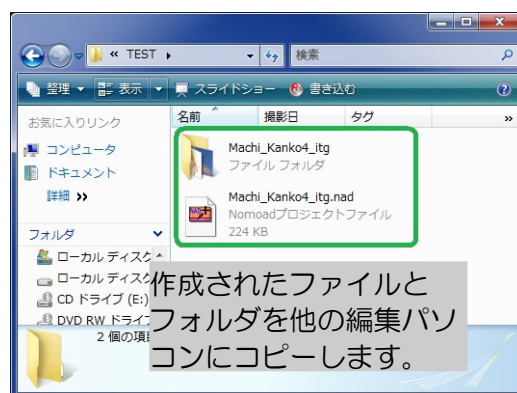 « TEST ▸
検索
整理 ▼ 表示 ▼ スライドショー 書き込む
お気に入りリンク
コンピュータ
ドキュメント
詳細 »
フォルダ
ローカル ディスク
ローカル ディスク
CD ドライブ (E:)
DVD RW ドライブ
2 個の項目
名前 撮影日 タグ »
Machi_Kanko4_itg
ファイル フォルダ
Machi_Kanko4_itg.nad
Nomoadプロジェクトファイル
224 KB
作成されたファイルと
フォルダを他の編集パソ
コンにコピーします。